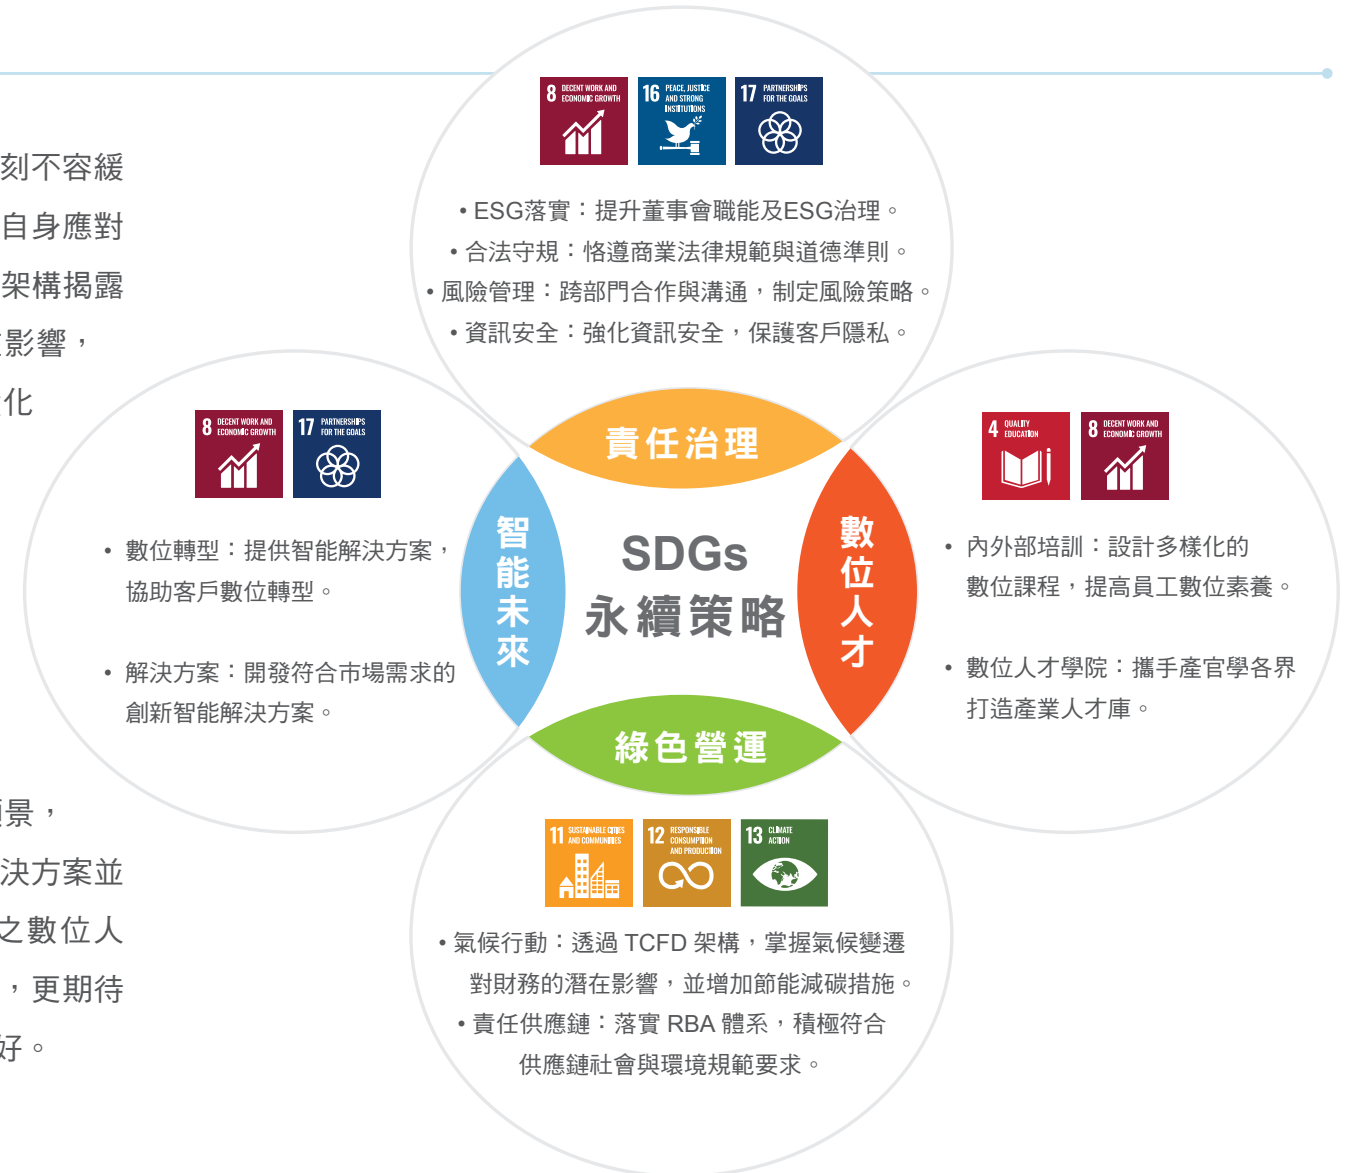 刻不容緩
自身應對
架構揭露
影響，
化
景，
決方案並
之數位人
，更期待
好。
8 DECENT WORK AND
ECONOMIC GROWTH
16 PEACE, JUSTICE
AND STRONG
INSTITUTIONS
17 PARTNERSHIPS
FOR THE GOALS
• ESG落實：提升董事會職能及ESG治理。
• 合法守規：恪遵商業法律規範與道德準則。
• 風險管理：跨部門合作與溝通，制定風險策略。
• 資訊安全：強化資訊安全，保護客戶隱私。
責任治理
8 DECENT WORK AND
ECONOMIC GROWTH
17 PARTNERSHIPS
FOR THE GOALS
• 數位轉型：提供智能解決方案，
協助客戶數位轉型。
• 解決方案：開發符合市場需求的
創新智能解決方案。
智能未來
SDGs
永續策略
數位人才
4 QUALITY
EDUCATION
8 DECENT WORK AND
ECONOMIC GROWTH
• 內外部培訓：設計多樣化的
數位課程，提高員工數位素養。
• 數位人才學院：攜手產官學各界
打造產業人才庫。
綠色營運
11 SUSTAINABLE CITIES
AND COMMUNITIES
12 RESPONSIBLE
CONSUMPTION
AND PRODUCTION
13 CLIMATE
ACTION
• 氣候行動：透過 TCFD 架構，掌握氣候變遷
對財務的潛在影響，並增加節能減碳措施。
• 責任供應鏈：落實 RBA 體系，積極符合
供應鏈社會與環境規範要求。